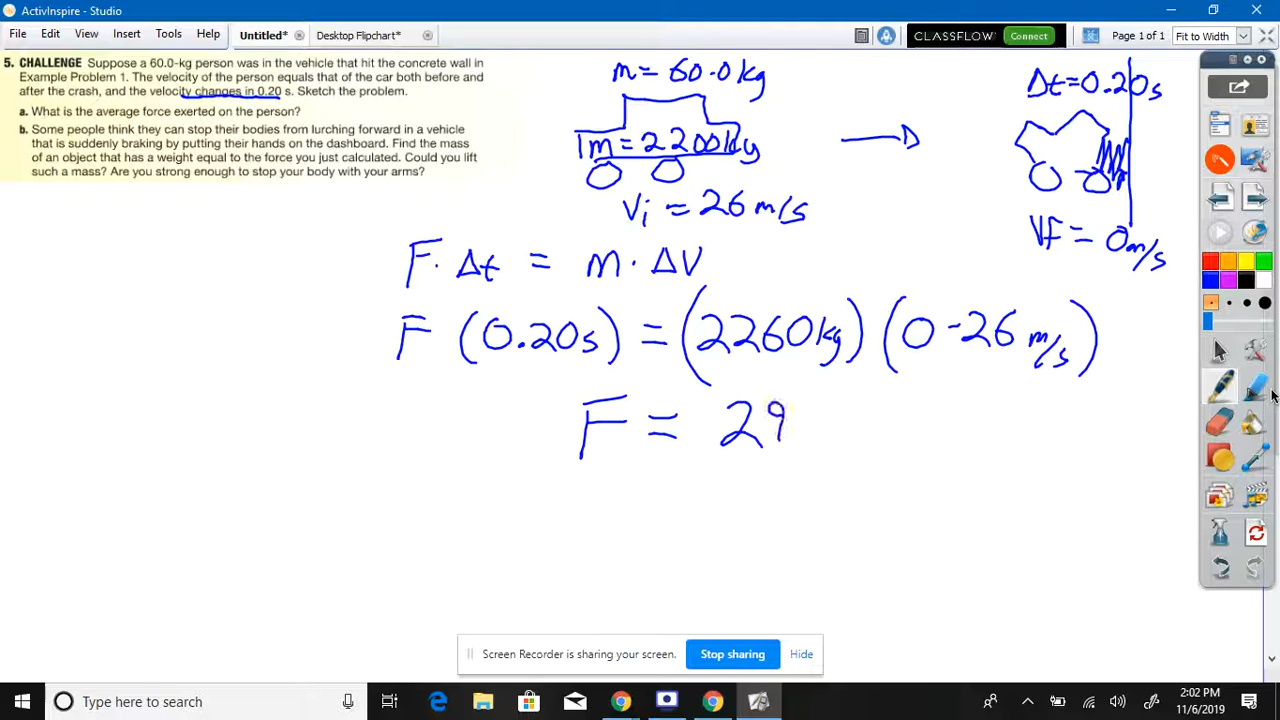 ActivInspire - Studio
File Edit View Insert Tools Help Untitled* Desktop Flipchart* CLASSFLOW Connect Page 1 of 1 Fit to Width
5. CHALLENGE Suppose a 60.0-kg person was in the vehicle that hit the concrete wall in
Example Problem 1. The velocity of the person equals that of the car both before and
after the crash, and the velocity changes in 0.20 s. Sketch the problem.
a. What is the average force exerted on the person?
b. Some people think they can stop their bodies from lurching forward in a vehicle
that is suddenly braking by putting their hands on the dashboard. Find the mass
of an object that has a weight equal to the force you just calculated. Could you lift
such a mass? Are you strong enough to stop your body with your arms?
m = 60.0kg
Δt=0.20s
m = 2200kg
Vi = 26 m/s
VF = 0m/s
F· Δt = m · ΔV
F (0.20s) = (2260kg) (0-26 m/s)
F = 29
Screen Recorder is sharing your screen. Stop sharing Hide
Type here to search
2:02 PM
11/6/2019